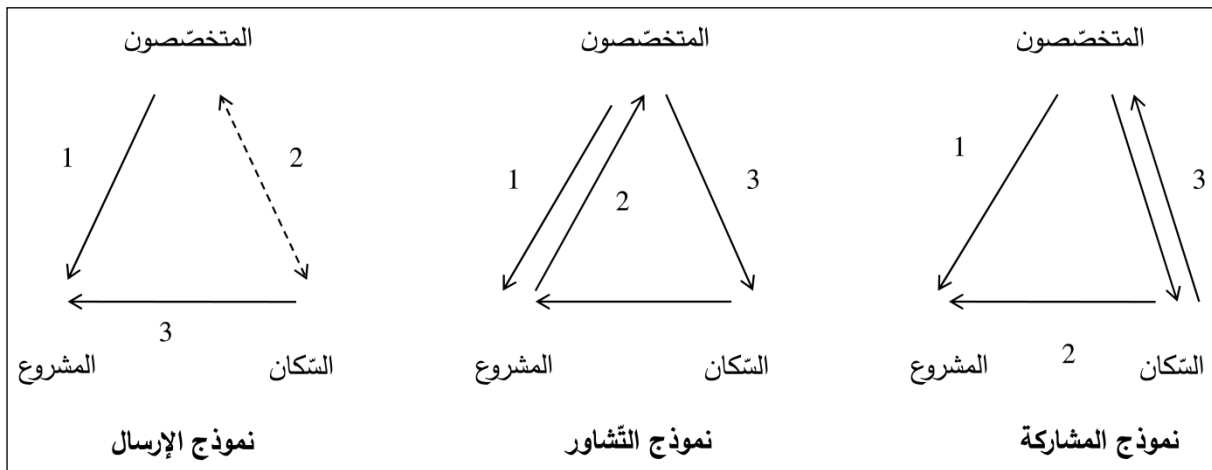 المتخصّصون
المتخصّصون
المتخصّصون
1
2
1
2
3
1
3
3
2
السّكان
المشروع
السّكان
المشروع
السّكان
المشروع
نموذج المشاركة
نموذج التّشاور
نموذج الإرسال